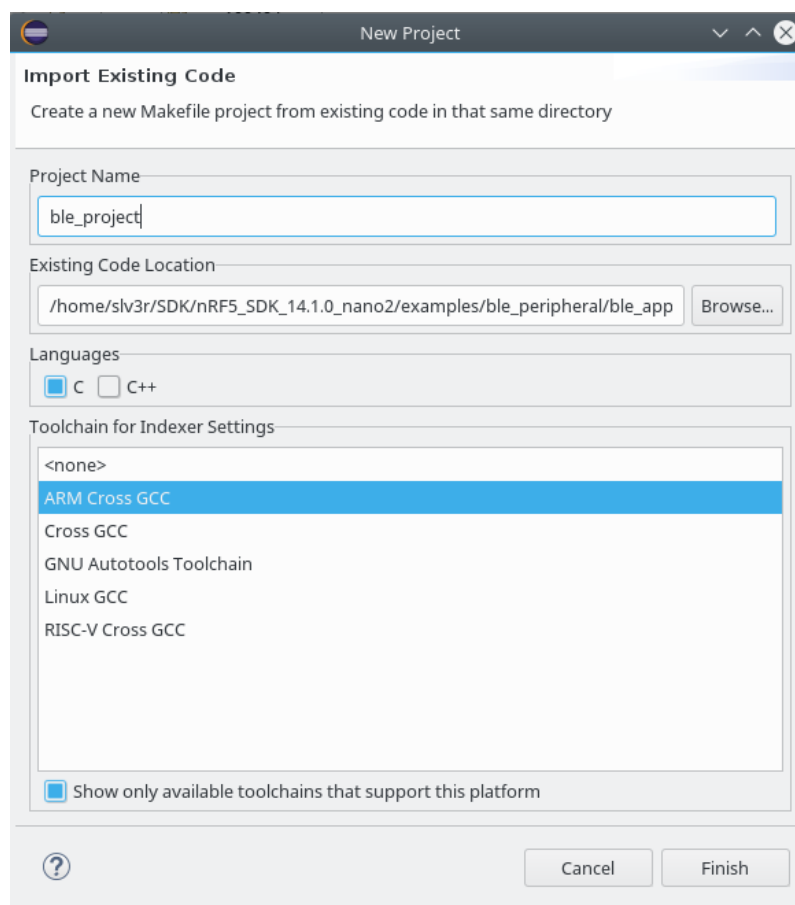 New Project
Import Existing Code
Create a new Makefile project from existing code in that same directory
Project Name
ble_project
Existing Code Location
/home/slv3r/SDK/nRF5_SDK_14.1.0_nano2/examples/ble_peripheral/ble_app Browse...
Languages
C C++
Toolchain for Indexer Settings
<none>
ARM Cross GCC
Cross GCC
GNU Autotools Toolchain
Linux GCC
RISC-V Cross GCC
Show only available toolchains that support this platform
? Cancel Finish